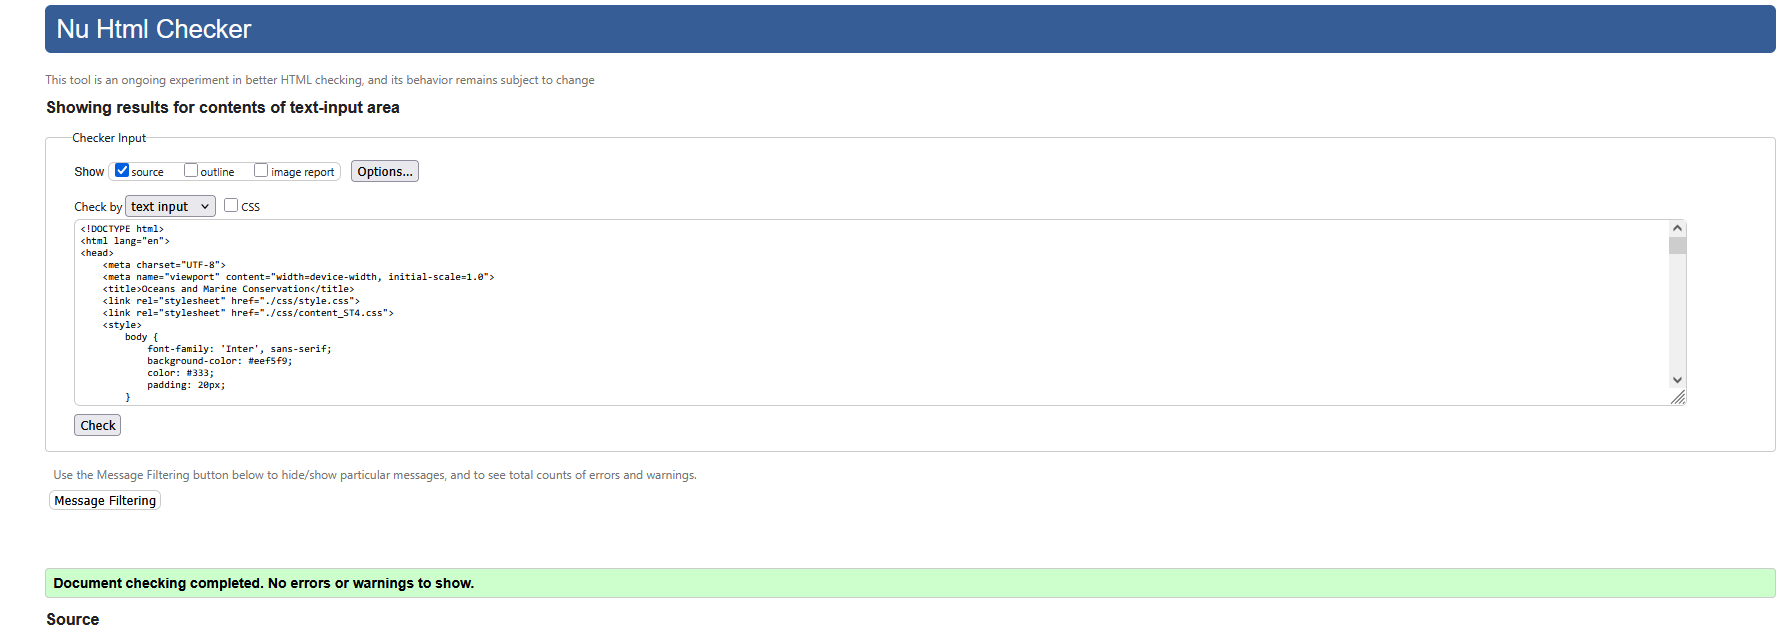 Nu Html Checker
This tool is an ongoing experiment in better HTML checking, and its behavior remains subject to change
Showing results for contents of text-input area
Checker Input
Show source outline image report Options...
Check by text input CSS
<!DOCTYPE html>
<html lang="en">
<head>
    <meta charset="UTF-8">
    <meta name="viewport" content="width=device-width, initial-scale=1.0">
    <title>Oceans and Marine Conservation</title>
    <link rel="stylesheet" href="./css/style.css">
    <link rel="stylesheet" href="./css/content_ST4.css">
    <style>
        body {
            font-family: 'Inter', sans-serif;
            background-color: #eef5f9;
            color: #333;
            padding: 20px;
        }
Check
Use the Message Filtering button below to hide/show particular messages, and to see total counts of errors and warnings.
Message Filtering
Document checking completed. No errors or warnings to show.
Source